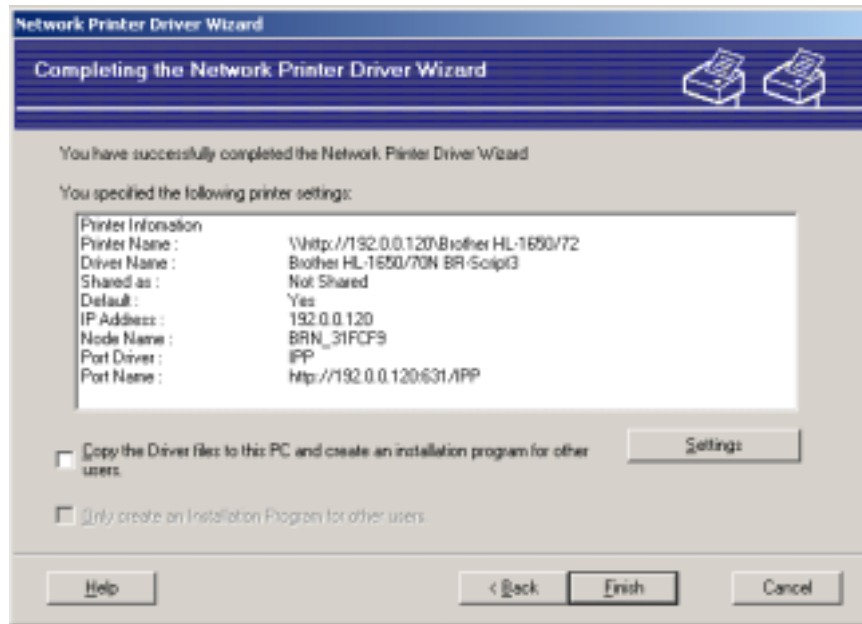 Network Printer Driver Wizard
Completing the Network Printer Driver Wizard
You have successfully completed the Network Printer Driver Wizard
You specified the following printer settings:
Printer Infomation
Printer Name : \\http://192.0.0.120\Brother HL-1650/72
Driver Name : Brother HL-1650/70N BR-Script3
Shared as : Not Shared
Default : Yes
IP Address : 192.0.0.120
Node Name : BRN_31FCF9
Port Driver : IPP
Port Name : http://192.0.0.120:631/IPP
Copy the Driver files to this PC and create an installation program for other
users.
Settings
Only create an Installation Program for other users
Help
< Back
Finish
Cancel